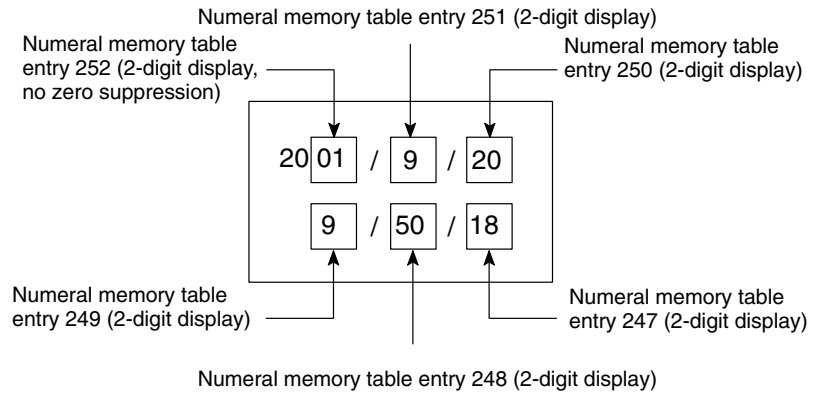 Numeral memory table entry 251 (2-digit display)
Numeral memory table
entry 252 (2-digit display,
no zero suppression)
Numeral memory table
entry 250 (2-digit display)
20 01 / 9 / 20
9 / 50 / 18
Numeral memory table
entry 249 (2-digit display)
Numeral memory table
entry 247 (2-digit display)
Numeral memory table entry 248 (2-digit display)